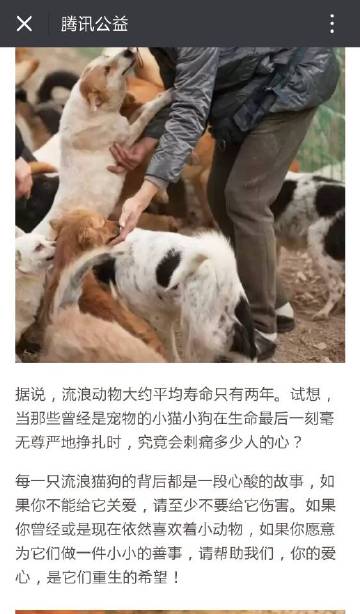 腾讯公益
据说，流浪动物大约平均寿命只有两年。试想，
当那些曾经是宠物的小猫小狗在生命最后一刻毫
无尊严地挣扎时，究竟会刺痛多少人的心？
每一只流浪猫狗的背后都是一段心酸的故事，如
果你不能给它关爱，请至少不要给它伤害。如果
你曾经或是现在依然喜欢着小动物，如果你愿意
为它们做一件小小的善事，请帮助我们，你的爱
心，是它们重生的希望！